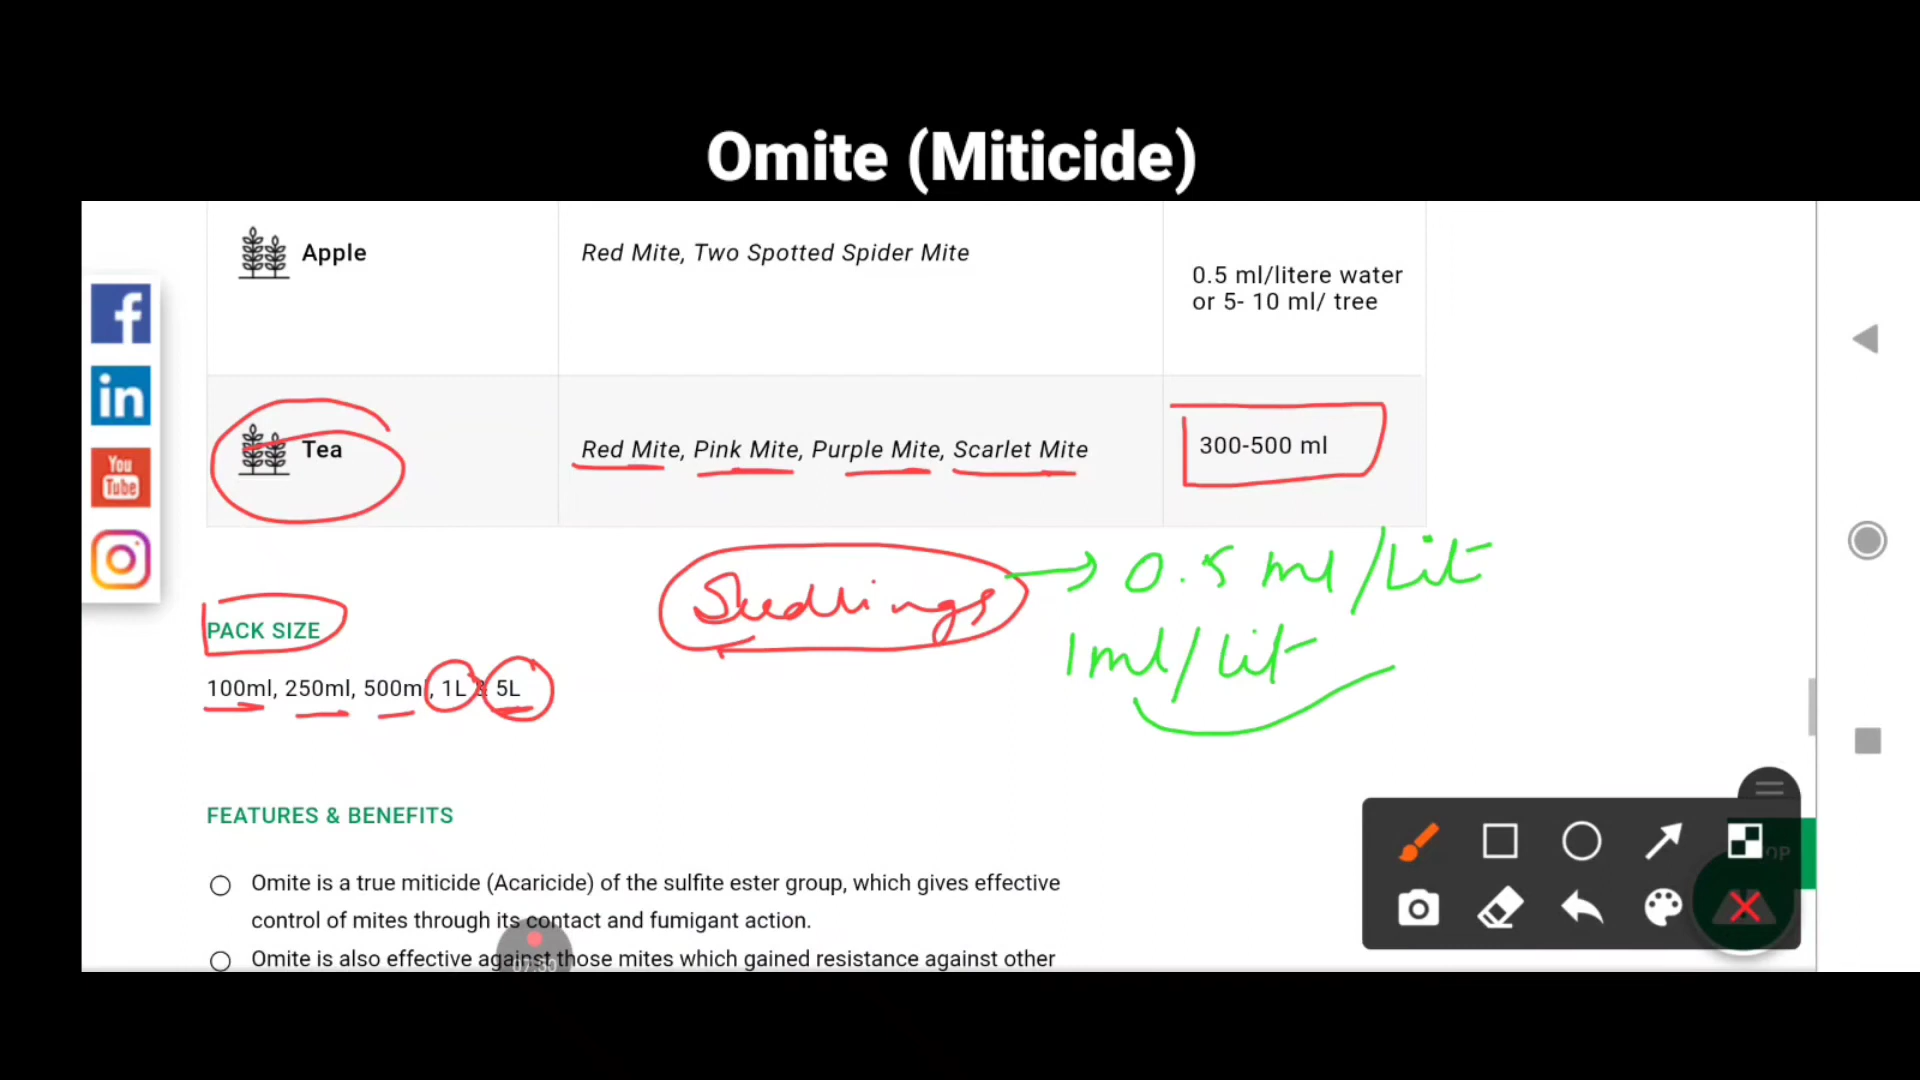 Omite (Miticide)
Apple
Red Mite, Two Spotted Spider Mite
0.5 ml/litere water
or 5- 10 ml/ tree
Tea
Red Mite, Pink Mite, Purple Mite, Scarlet Mite
300-500 ml
Seedlings → 0.5 ml/Lit
1ml/Lit
PACK SIZE
100ml, 250ml, 500ml, 1L & 5L
FEATURES & BENEFITS
Omite is a true miticide (Acaricide) of the sulfite ester group, which gives effective
control of mites through its contact and fumigant action.
Omite is also effective against those mites which gained resistance against other
f
in
You
Tube